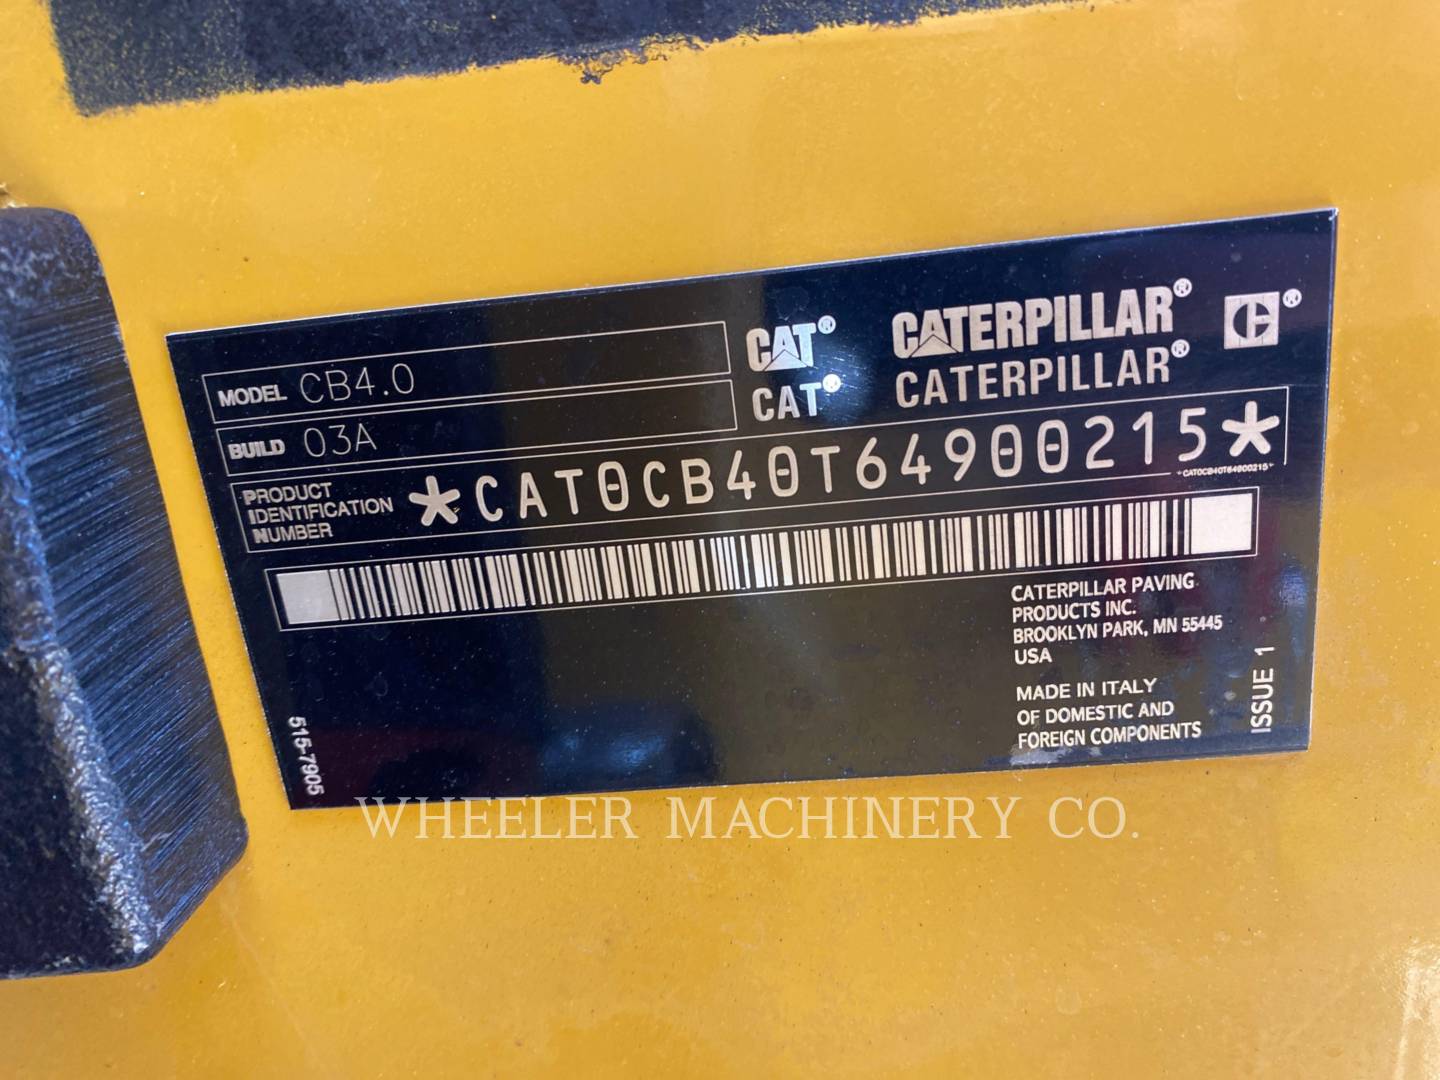 MODEL CB4.0
BUILD 03A
CAT® CATERPILLAR® C®
CAT® CATERPILLAR®
PRODUCT
IDENTIFICATION
NUMBER
*CAT0CB40T64900215*
*CAT0CB40T64900215*
CATERPILLAR PAVING
PRODUCTS INC.
BROOKLYN PARK, MN 55445
USA
MADE IN ITALY
OF DOMESTIC AND
FOREIGN COMPONENTS
ISSUE 1
515-7905
WHEELER MACHINERY CO.